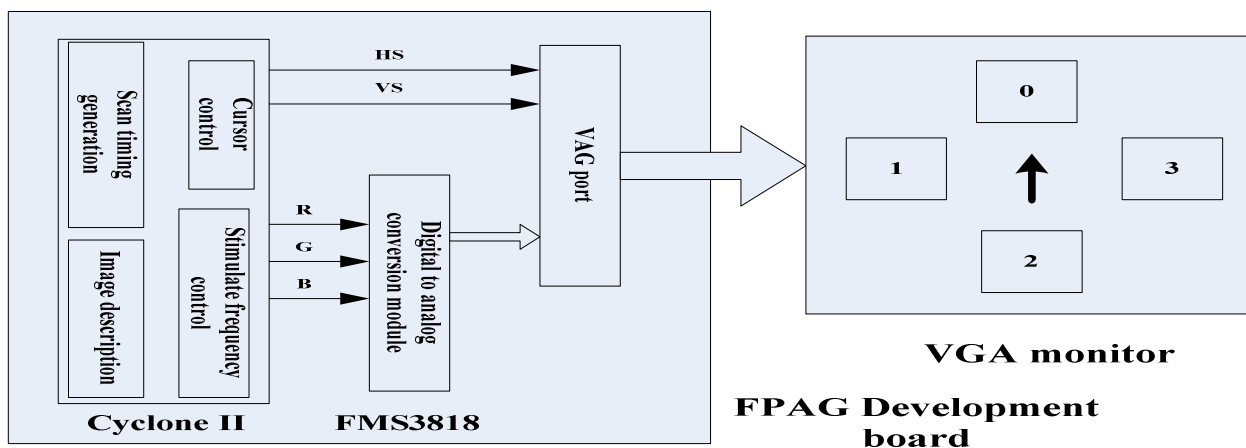 Scan timing
generation
Cursor
control
Image description
Stimulate frequency
control
HS
VS
R
G
B
Digital to analog
conversion module
VAG port
Cyclone II
FMS3818
0
1
3
2
VGA monitor
FPAG Development
board